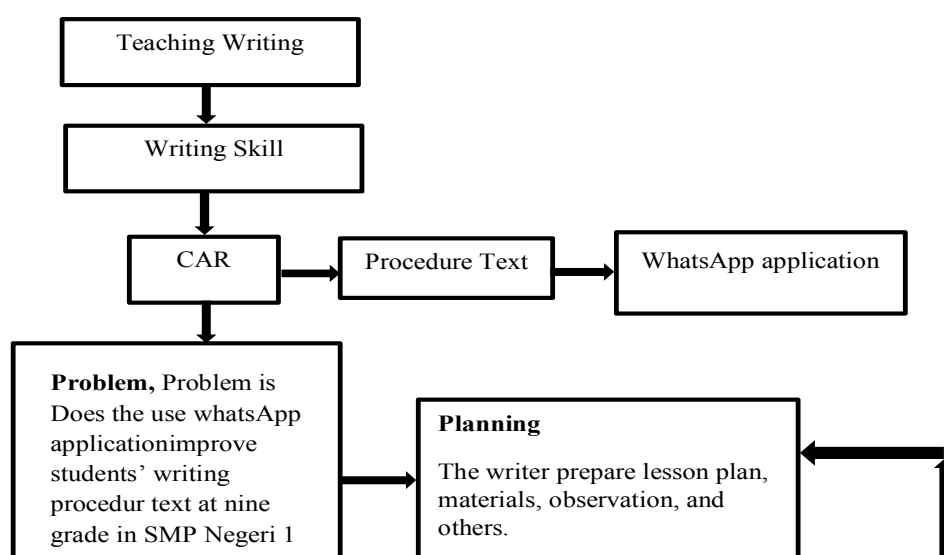 Teaching Writing
Writing Skill
CAR
Procedure Text
WhatsApp application
Problem, Problem is
Does the use whatsApp
applicationimprove
students’ writing
procedur text at nine
grade in SMP Negeri 1
Planning
The writer prepare lesson plan,
materials, observation, and
others.